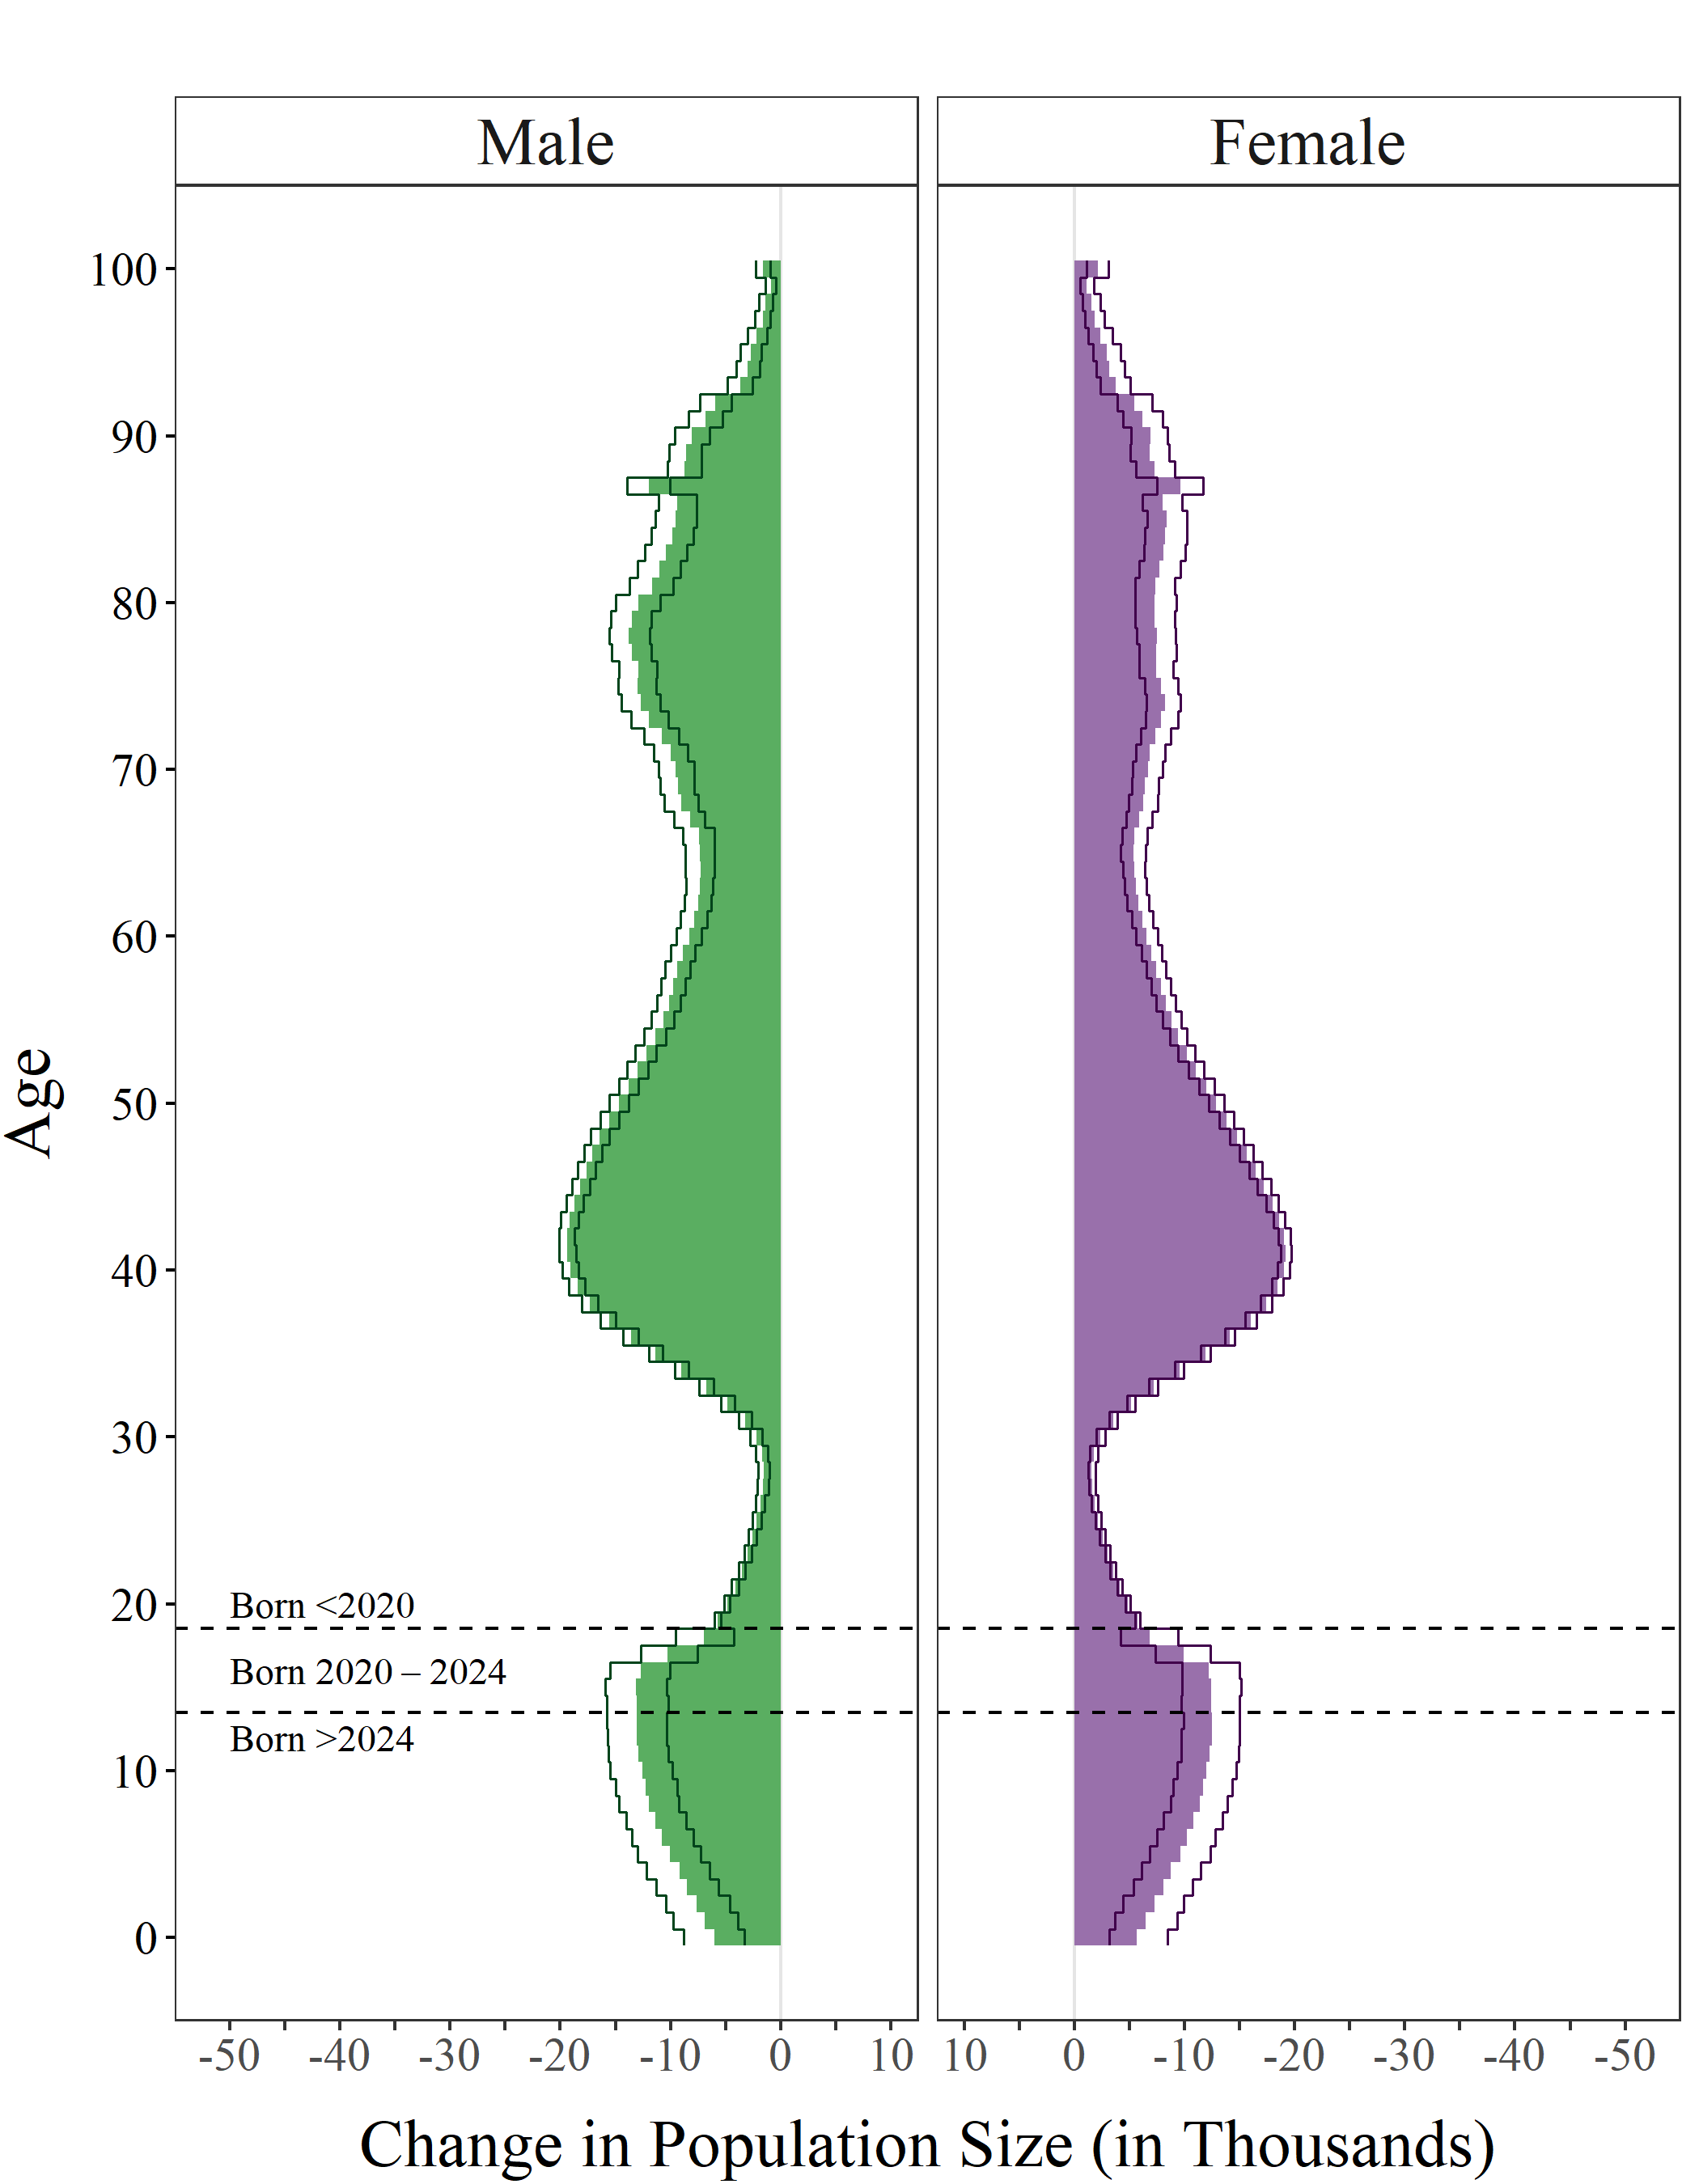 Male Female
100
90
80
70
60
50
40
30
20
10
0
Age
Born <2020
Born 2020 – 2024
Born >2024
-50 -40 -30 -20 -10 0 10 10 0 -10 -20 -30 -40 -50
Change in Population Size (in Thousands)